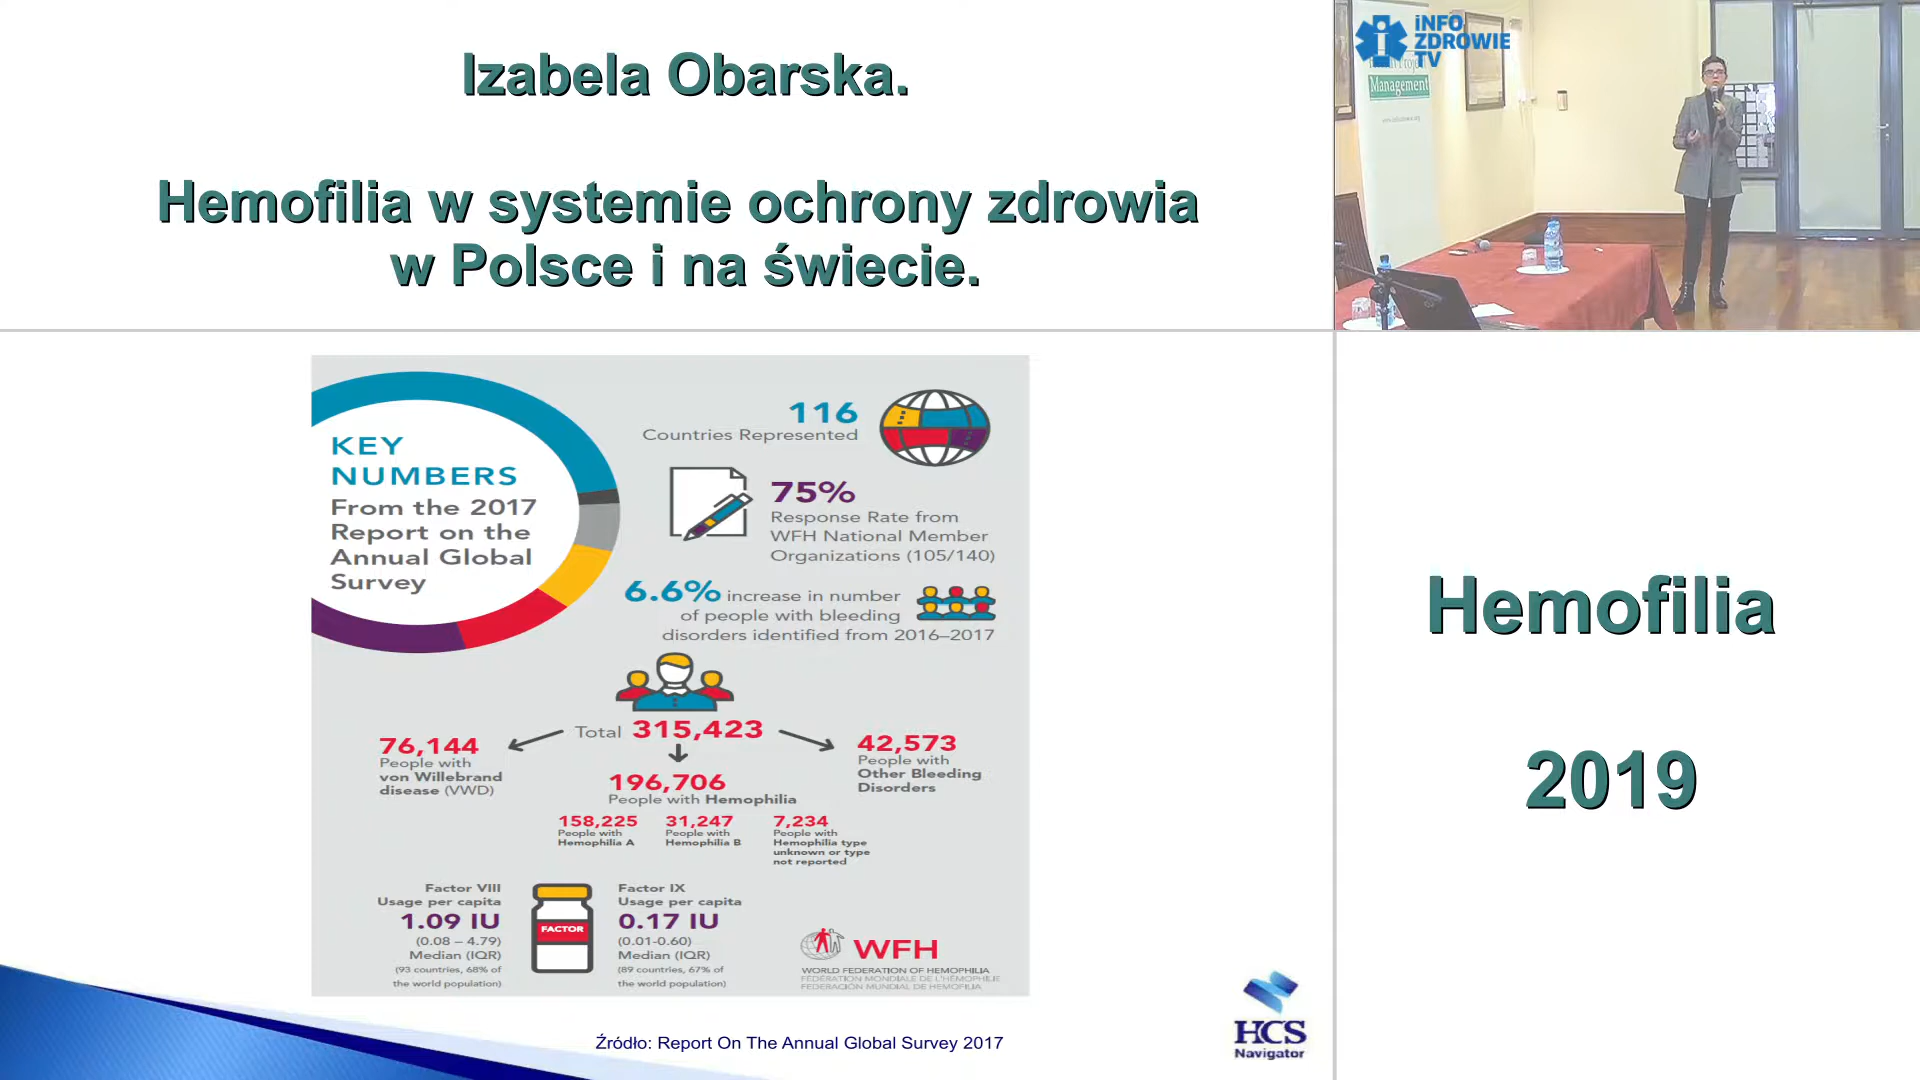 Izabela Obarska.
Hemofilia w systemie ochrony zdrowia
w Polsce i na świecie.
iNFO
ZDROWIE
TV
Management
KEY
NUMBERS
From the 2017
Report on the
Annual Global
Survey
116
Countries Represented
75%
Response Rate from
WFH National Member
Organizations (105/140)
6.6% increase in number
of people with bleeding
disorders identified from 2016–2017
Total 315,423
76,144
People with
von Willebrand
disease (VWD)
196,706
People with Hemophilia
42,573
People with
Other Bleeding
Disorders
158,225
People with
Hemophilia A
31,247
People with
Hemophilia B
7,234
People with
Hemophilia type
unknown or type
not reported
Factor VIII
Usage per capita
1.09 IU
(0.08 – 4.79)
Median (IQR)
(93 countries, 68% of
the world population)
FACTOR
Factor IX
Usage per capita
0.17 IU
(0.01-0.60)
Median (IQR)
(89 countries, 67% of
the world population)
WFH
WORLD FEDERATION OF HEMOPHILIA
FÉDÉRATION MONDIALE DE L'HÉMOPHILIE
FEDERACIÓN MUNDIAL DE HEMOFILIA
Źródło: Report On The Annual Global Survey 2017
HCS
Navigator
Hemofilia
2019